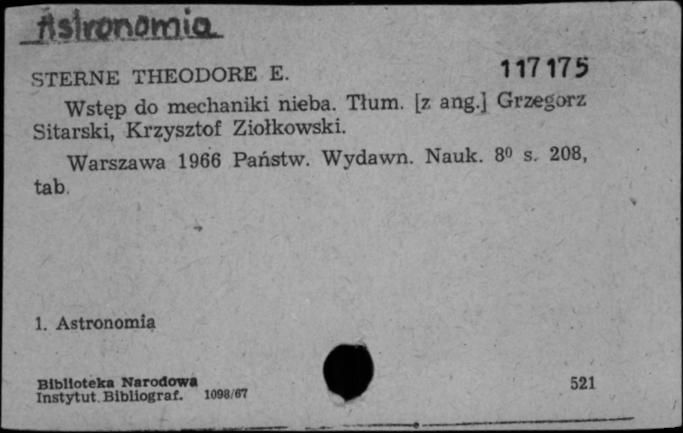 Astronomia
STERNE THEODORE E. 117175
Wstęp do mechaniki nieba. Tłum. [z ang.] Grzegorz
Sitarski, Krzysztof Ziołkowski.
Warszawa 1966 Państw. Wydawn. Nauk. 8⁰ s. 208,
tab.
1. Astronomia
Biblioteka Narodowa
Instytut Bibliograf. 1098/67
521